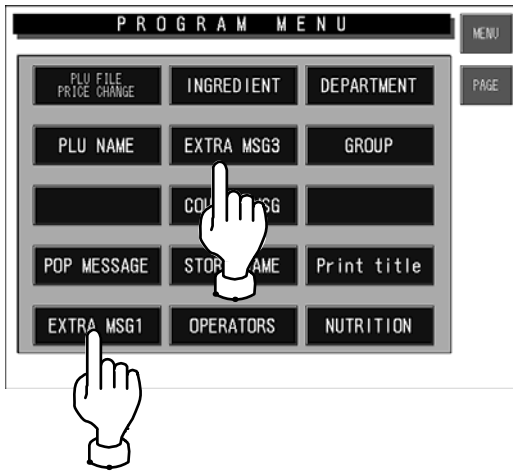 PROGRAM MENU
MENU
PLU FILE
PRICE CHANGE
INGREDIENT
DEPARTMENT
PAGE
PLU NAME
EXTRA MSG3
GROUP
POP MESSAGE
Print title
EXTRA MSG1
OPERATORS
NUTRITION